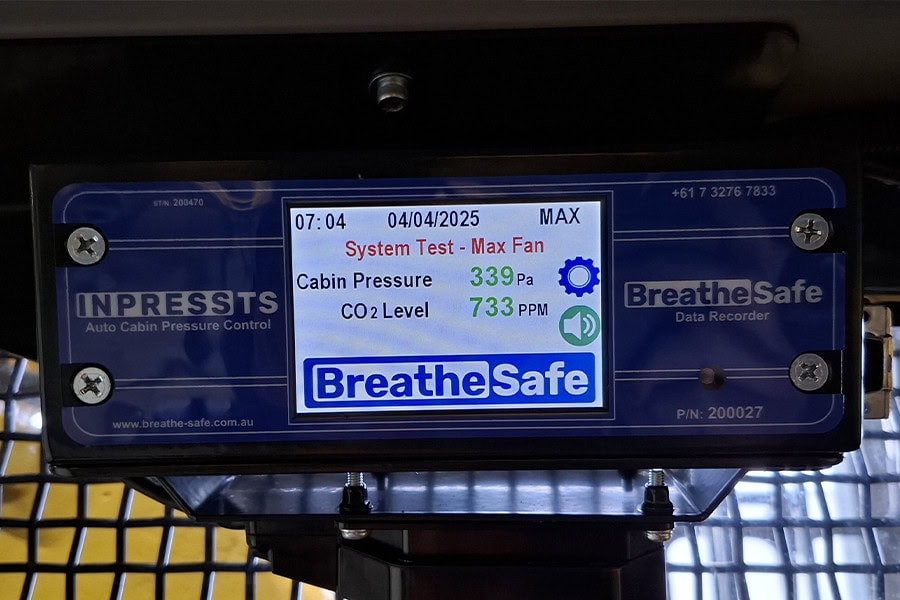 ST/N: 200470
+61 7 3276 7833
07:04 04/04/2025 MAX
System Test - Max Fan
Cabin Pressure 339 Pa
CO2 Level 733 PPM
BreatheSafe
INPRESSTS
Auto Cabin Pressure Control
BreatheSafe
Data Recorder
www.breathe-safe.com.au
P/N: 200027